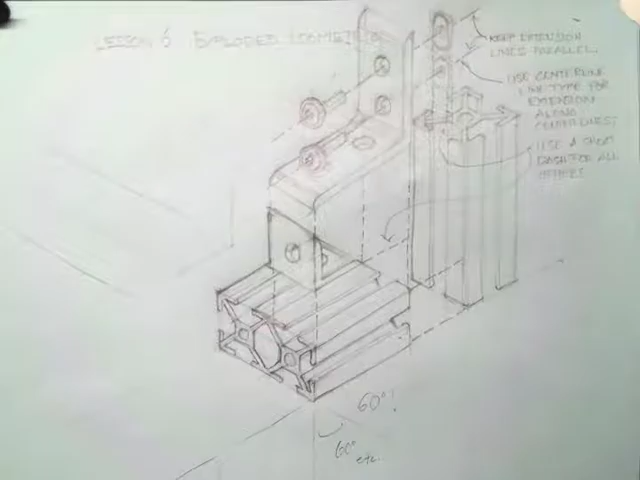 LESSON 6 EXPLODED ISOMETRIC
KEEP EXTENSION
LINES PARALLEL.
USE CENTERLINE
LINE TYPE FOR
EXTENSION
ALONG
CENTERLINES
USE A SHORT
DASH FOR ALL
OTHERS
60°!
60°
etc.